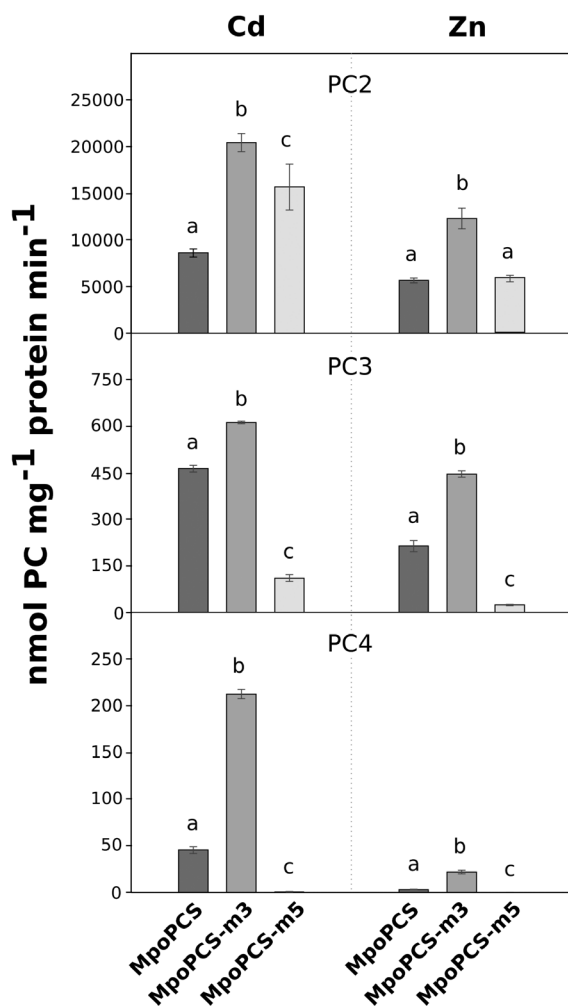 Cd Zn
nmol PC mg-1 protein min-1
PC2
25000
20000
15000
10000
5000
0
a b c a b a
PC3
750
600
450
300
150
0
a b c a b c
PC4
250
200
150
100
50
0
a b c a b c
MpoPCS MpoPCS-m3 MpoPCS-m5 MpoPCS MpoPCS-m3 MpoPCS-m5